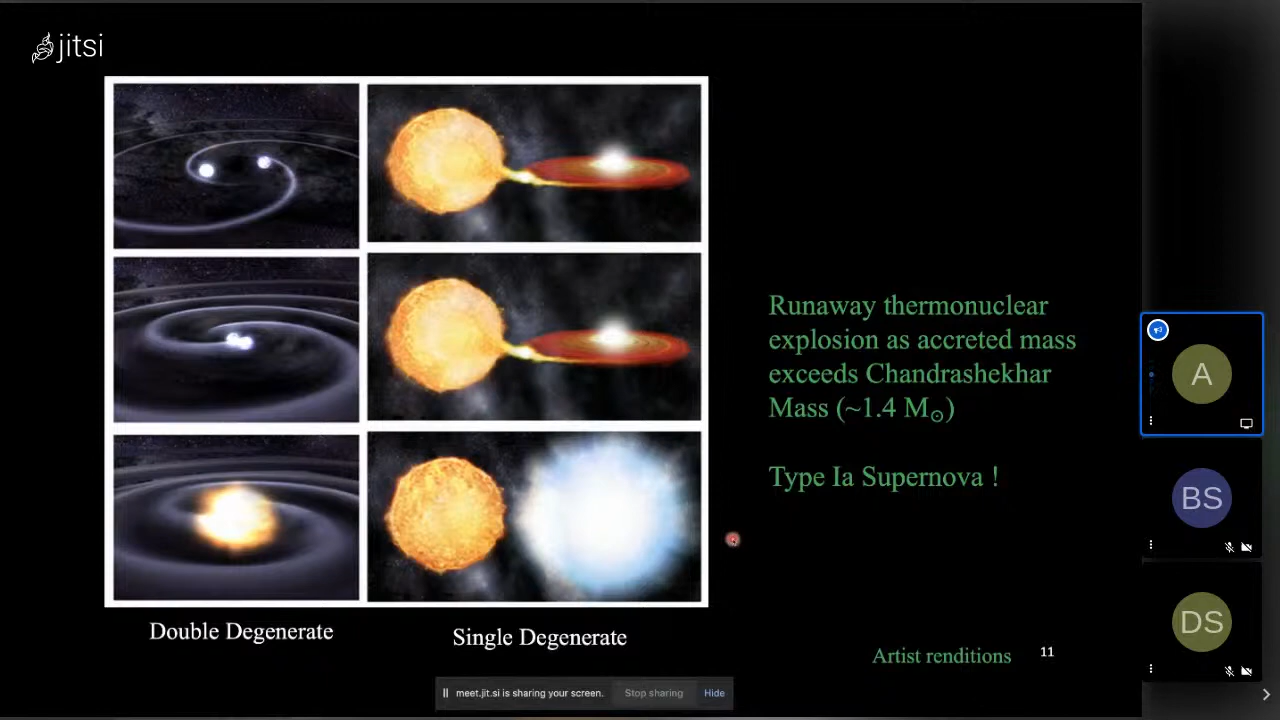 jitsi
Runaway thermonuclear
explosion as accreted mass
exceeds Chandrashekhar
Mass (~1.4 M☉)
Type Ia Supernova !
Double Degenerate
Single Degenerate
Artist renditions
11
A
BS
DS
meet.jit.si is sharing your screen. Stop sharing Hide